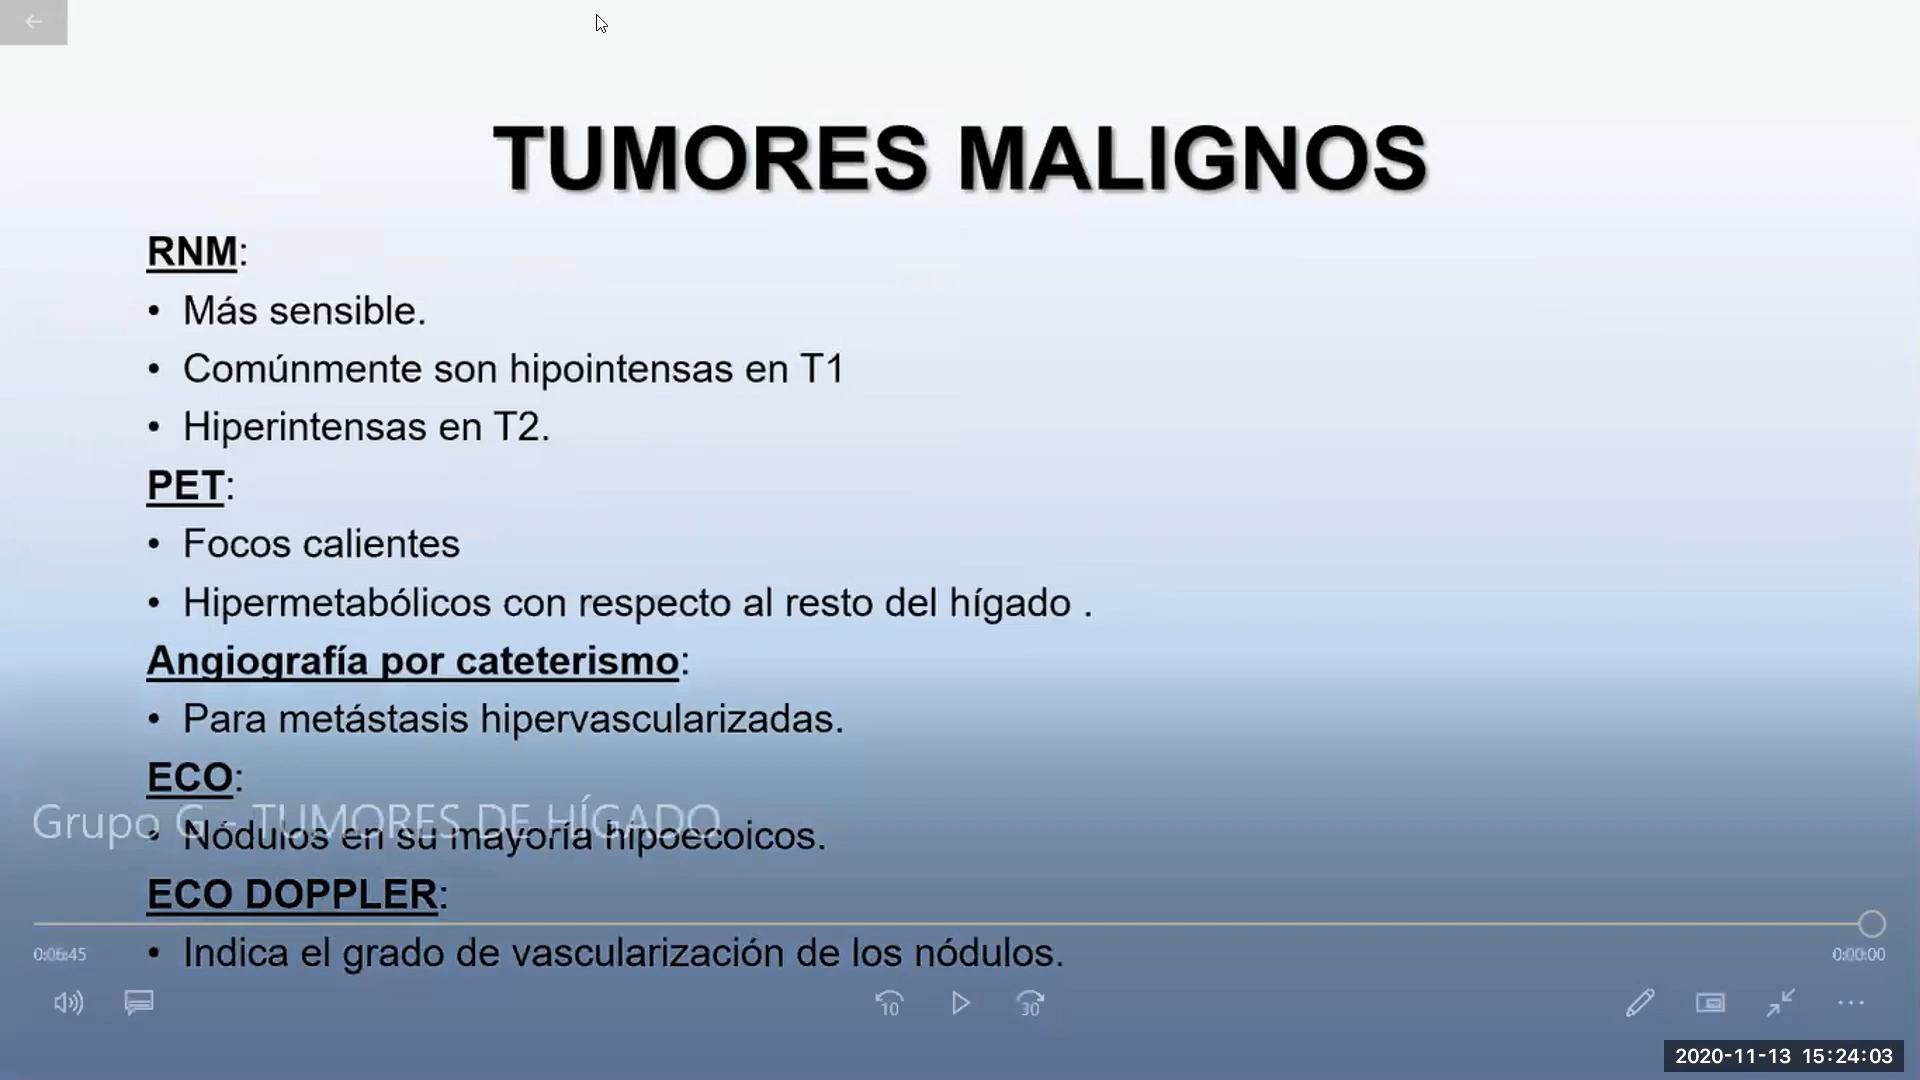 TUMORES MALIGNOS
RNM:
• Más sensible.
• Comúnmente son hipointensas en T1
• Hiperintensas en T2.
PET:
• Focos calientes
• Hipermetabólicos con respecto al resto del hígado .
Angiografía por cateterismo:
• Para metástasis hipervascularizadas.
ECO:
Grupo G - TUMORES DE HÍGADO
• Nódulos en su mayoría hipoecoicos.
ECO DOPPLER:
• Indica el grado de vascularización de los nódulos.
0:06:45
0:00:00
10
30
2020-11-13 15:24:03